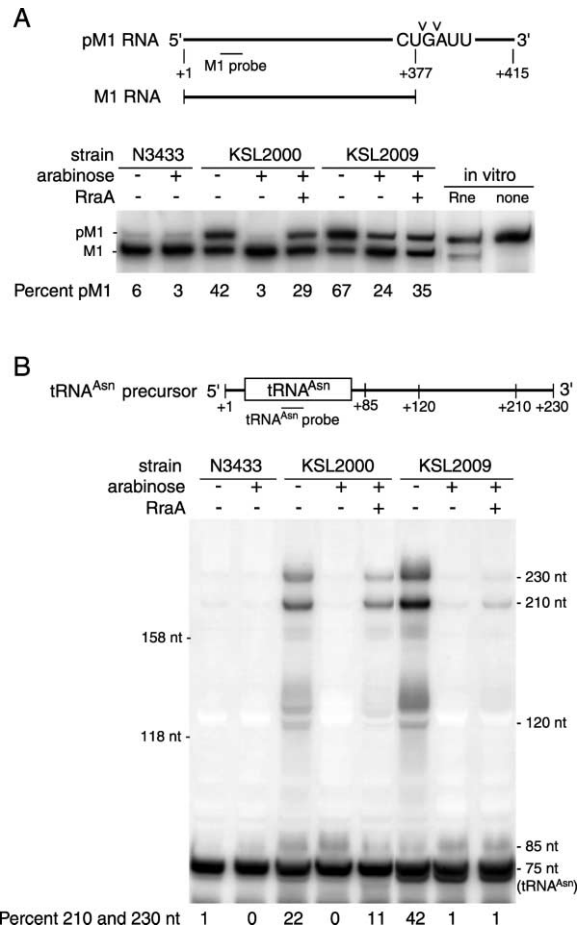 A
pM1 RNA 5' CUGAUU 3'
v v
M1 probe
+1 +377 +415
M1 RNA
strain N3433 KSL2000 KSL2009
arabinose - + - + + - + + in vitro
RraA - - - - + - - + Rne none
pM1 -
M1 -
Percent pM1 6 3 42 3 29 67 24 35
B
tRNAAsn precursor 5' tRNAAsn 3'
+1 +85 +120 +210 +230
tRNAAsn probe
strain N3433 KSL2000 KSL2009
arabinose - + - + + - + +
RraA - - - - + - - +
- 230 nt
- 210 nt
158 nt -
- 120 nt
118 nt -
- 85 nt
- 75 nt
(tRNAAsn)
Percent 210 and 230 nt 1 0 22 0 11 42 1 1